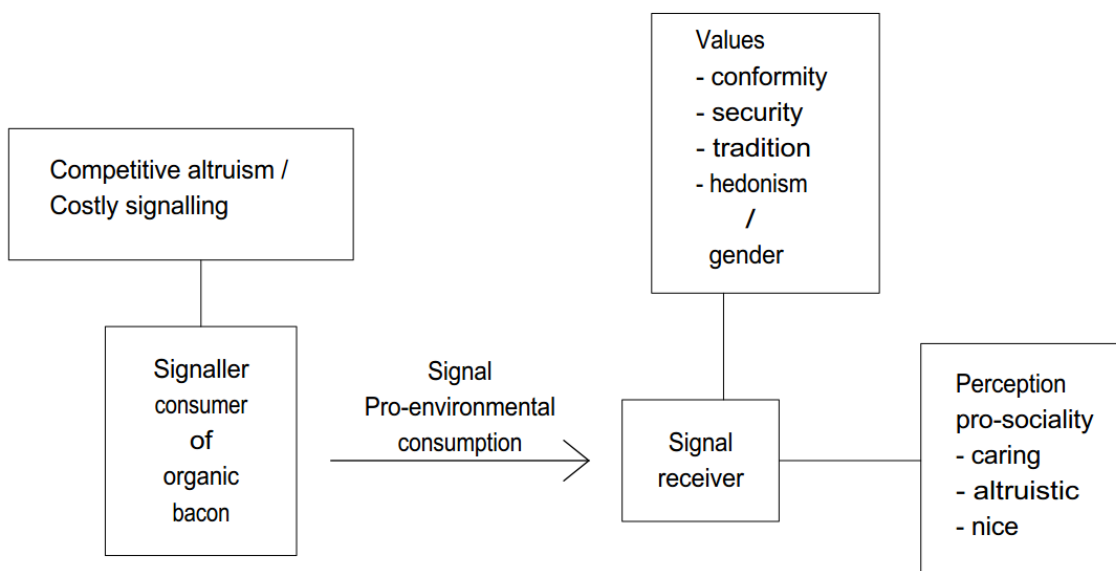 Competitive altruism /
Costly signalling
Signaller
consumer
of
organic
bacon
Signal
Pro-environmental
consumption
Values
- conformity
- security
- tradition
- hedonism
/
gender
Signal
receiver
Perception
pro-sociality
- caring
- altruistic
- nice